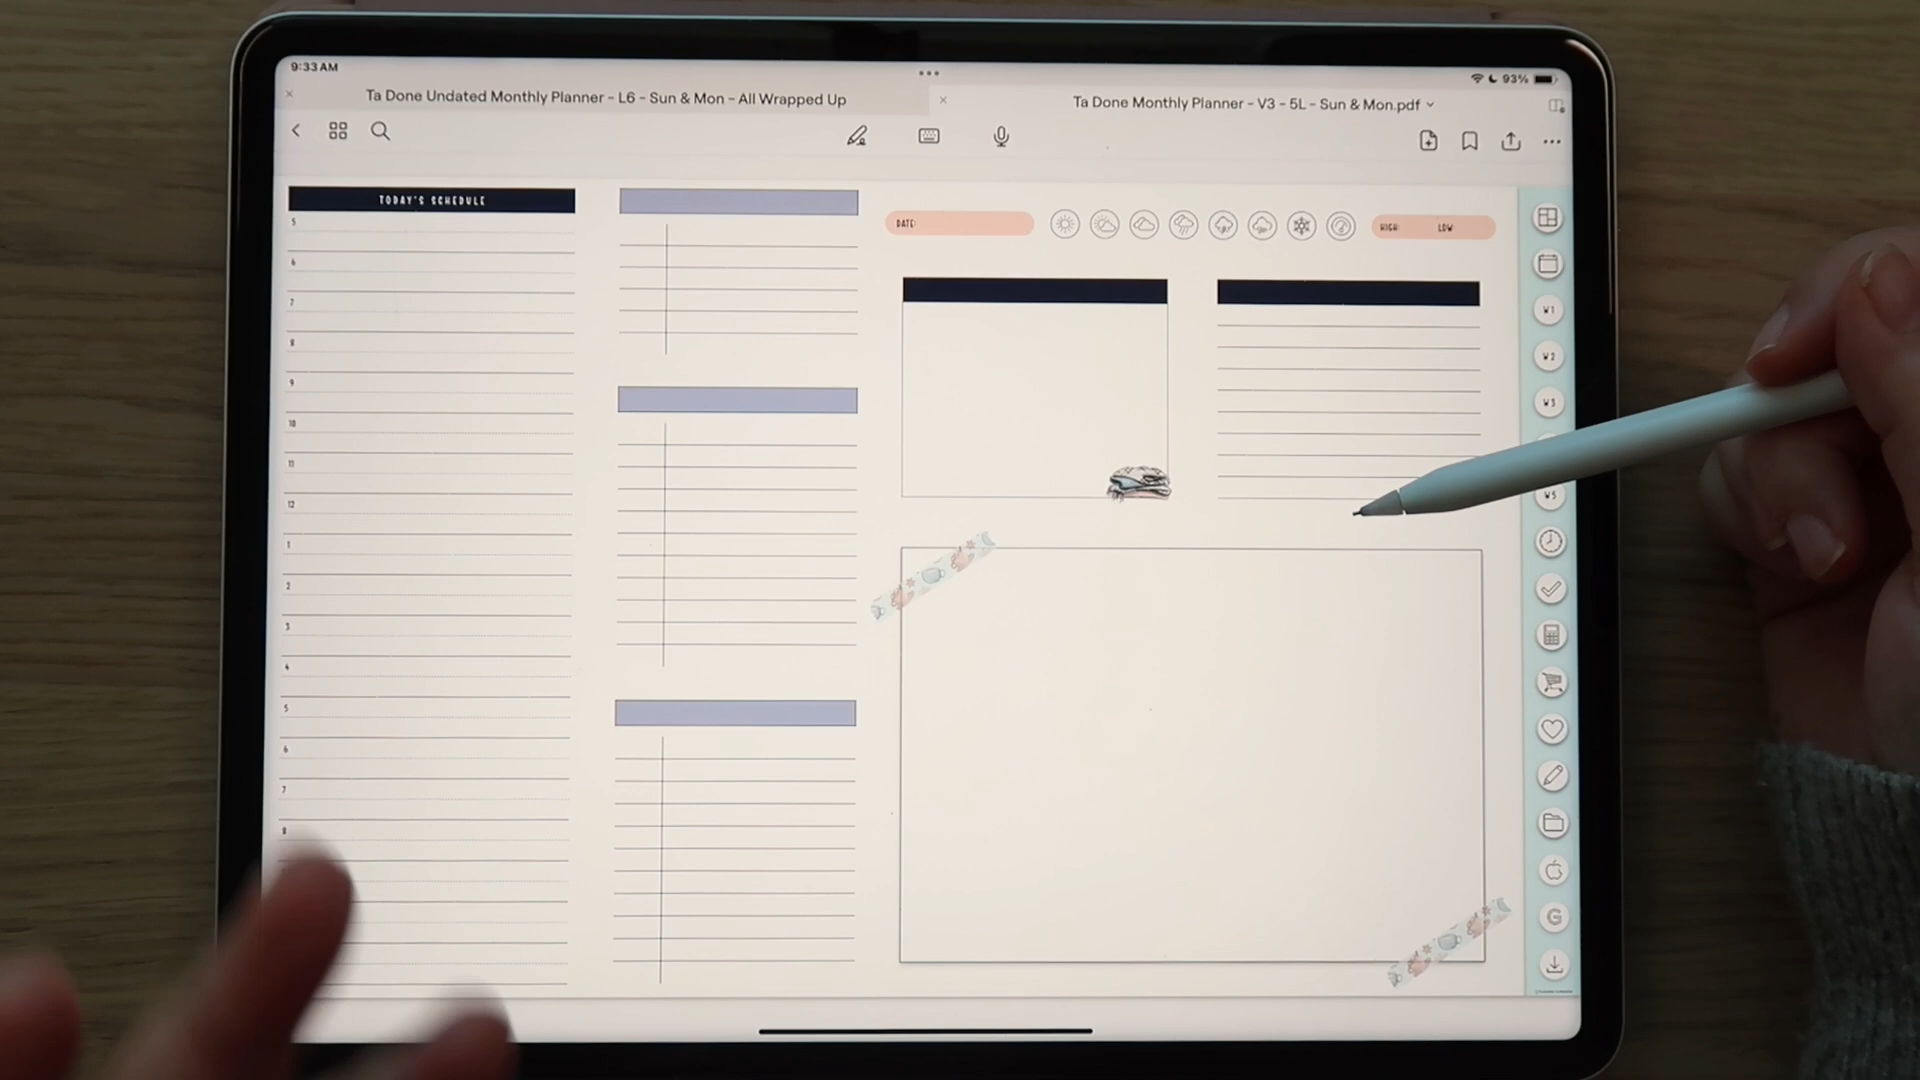 9:33 AM
93%
Ta Done Undated Monthly Planner - L6 - Sun & Mon - All Wrapped Up
Ta Done Monthly Planner - V3 - 5L - Sun & Mon.pdf
TODAY'S SCHEDULE
5
6
7
8
9
10
11
12
1
2
3
4
5
6
7
8
DATE:
HIGH: LOW
W1
W2
W3
W5
G